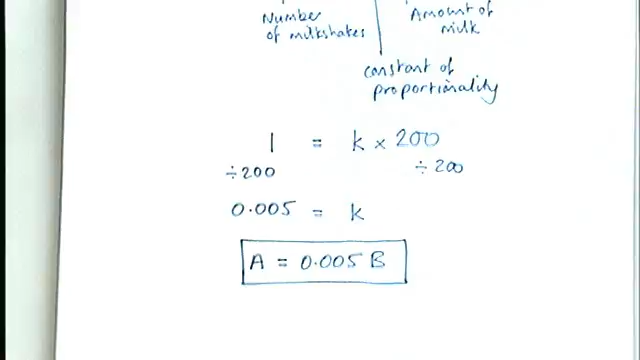 Number
of milkshakes
Amount of
milk
constant of
proportionality
1 = k × 200
÷200 ÷ 200
0.005 = k
A = 0.005 B